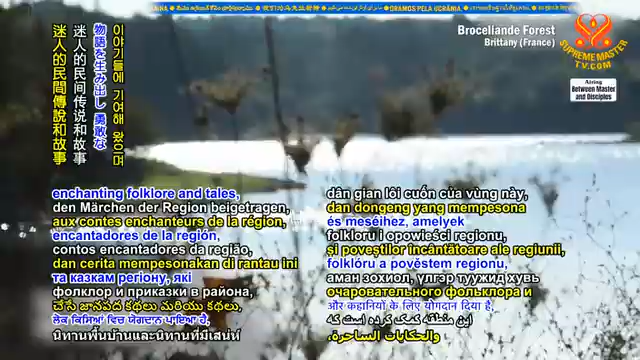 ORAMOS PELA UCRÂNIA
Broceliande Forest
Brittany (France)
SUPREME MASTER
TV.COM
Airing
Between Master
and Disciples
이야기들에 기여해 왔으며
物語を生み出し 勇敢な
迷人的民间传说和故事
迷人的民間傳說和故事
enchanting folklore and tales,
den Märchen der Region beigetragen,
aux contes enchanteurs de la région,
encantadores de la región,
contos encantadores da região,
dan cerita mempesonakan di rantau ini
та казкам регіону, які
фолклор и приказки в района,
చేసే జానపద కథలు మరియు కథలు,
ਲੋਕ ਕਿਸਿਆਂ ਵਿਚ ਯੋਗਦਾਨ ਪਾਇਆ ਹੈ,
นิทานพื้นบ้านและนิทานที่มีเสน่ห์
dân gian lôi cuốn của vùng này,
dan dongeng yang mempesona
és meséihez, amelyek
folkloru i opowieści regionu,
și poveștilor încântătoare ale regiunii,
folklóru a pověstem regionu,
аман зохиол, үлгэр туужид хувь
очаровательного фольклора и
और कहानियों के लिए योगदान दिया है,
این منطقه کمک کرده است که
والحكايات الساحرة،